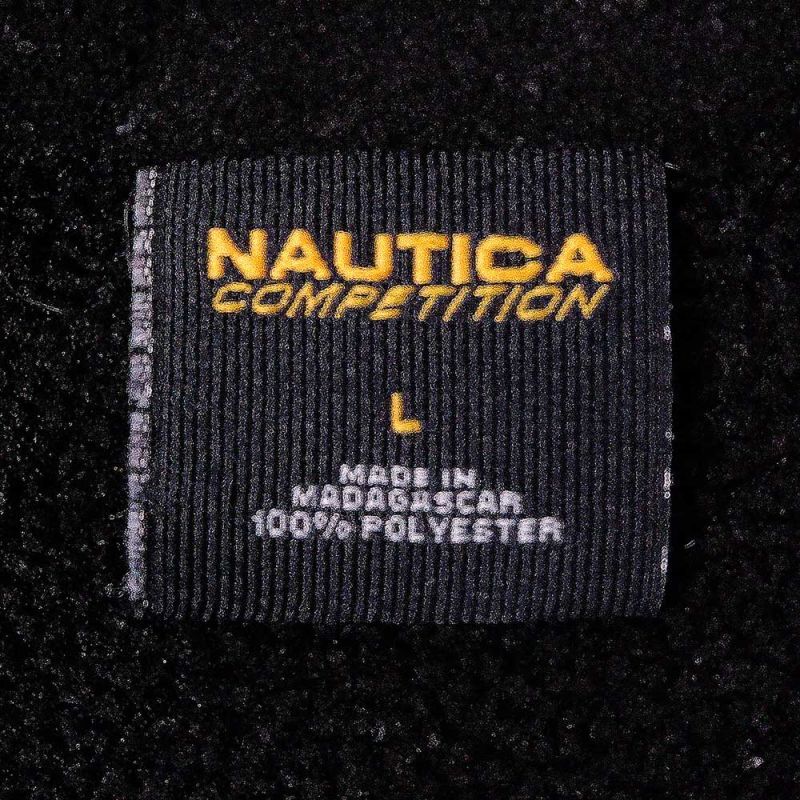 NAUTICA
COMPETITION
L
MADE IN
MADAGASCAR
100% POLYESTER